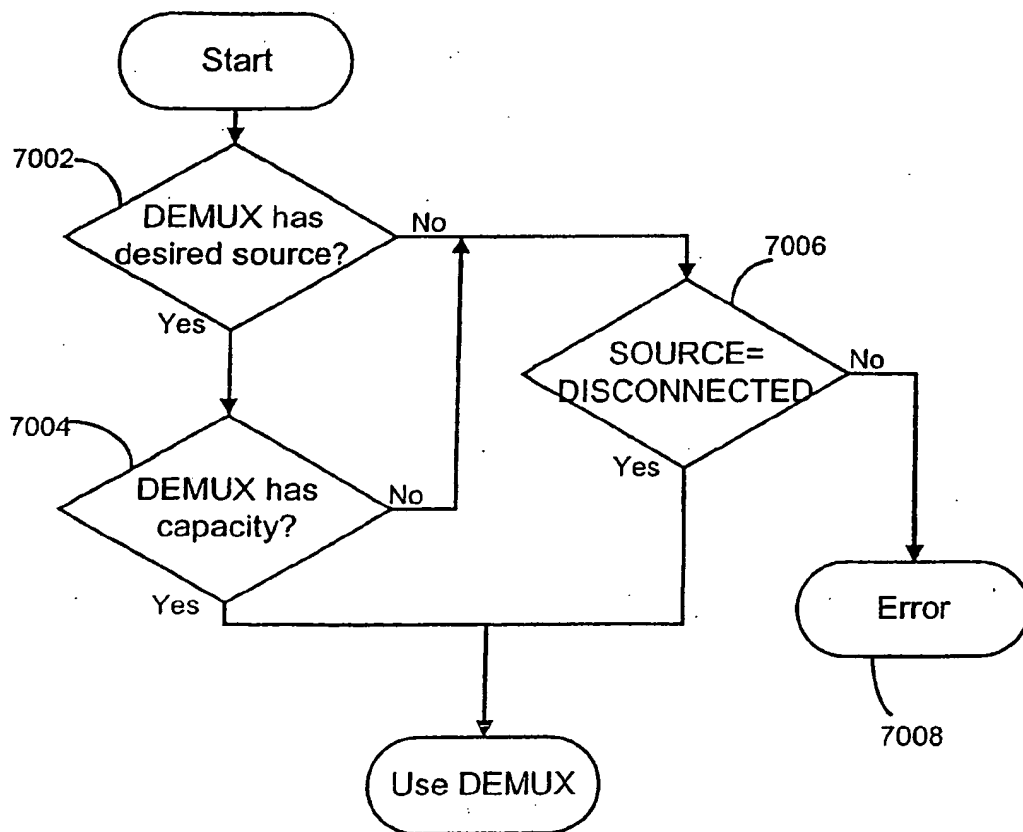 Start
7002
DEMUX has
desired source?
No
Yes
7006
SOURCE=
DISCONNECTED
No
Yes
7004
DEMUX has
capacity?
No
Yes
Error
7008
Use DEMUX